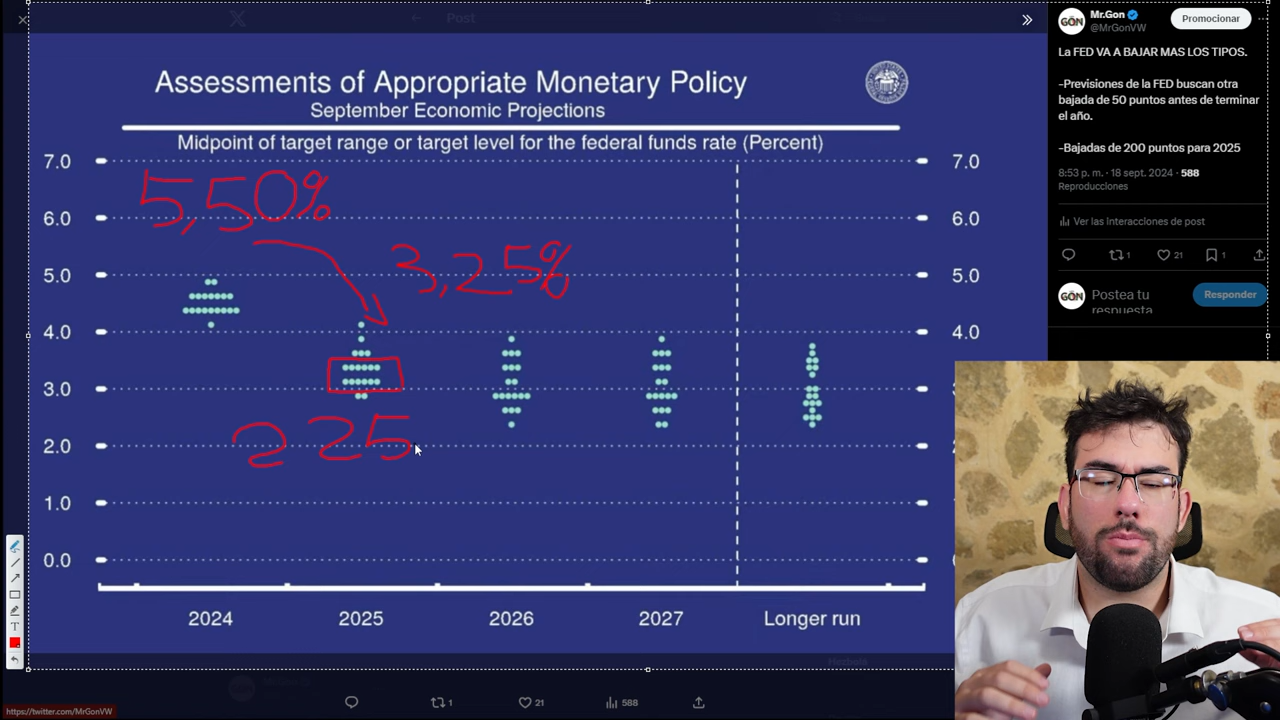 Post
Assessments of Appropriate Monetary Policy
September Economic Projections
Midpoint of target range or target level for the federal funds rate (Percent)
7.0 7.0
5,50%
6.0 6.0
3,25%
5.0 5.0
4.0 4.0
3.0
225
2.0
1.0
0.0
2024 2025 2026 2027 Longer run
1 21 588
https://twitter.com/MrGonVW
GÖN
Mr.Gon
@MrGonVW
Promocionar
La FED VA A BAJAR MAS LOS TIPOS.
-Previsiones de la FED buscan otra
bajada de 50 puntos antes de terminar
el año.
-Bajadas de 200 puntos para 2025
8:53 p. m. · 18 sept. 2024 · 588
Reproducciones
Ver las Interacciones de post
1 21 1
GÖN
Postea tu
respuesta
Responder